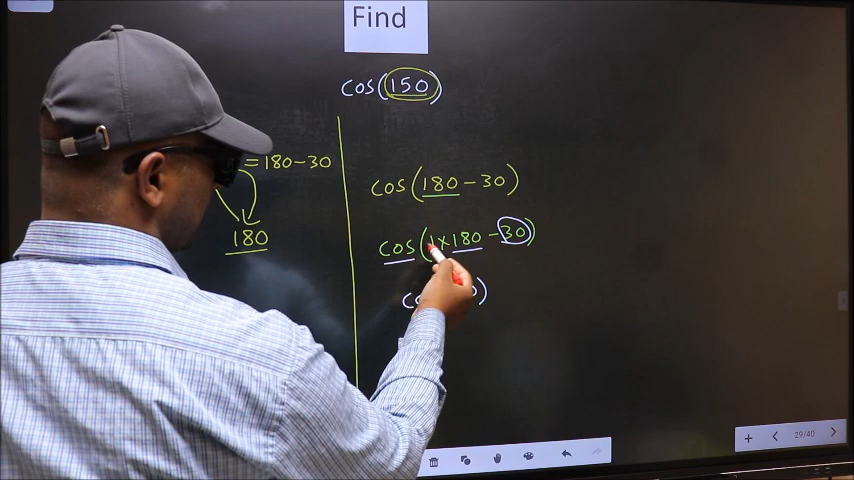 Find
cos(150)
= 180-30
180
cos(180-30)
cos(1×180-30)
29/40